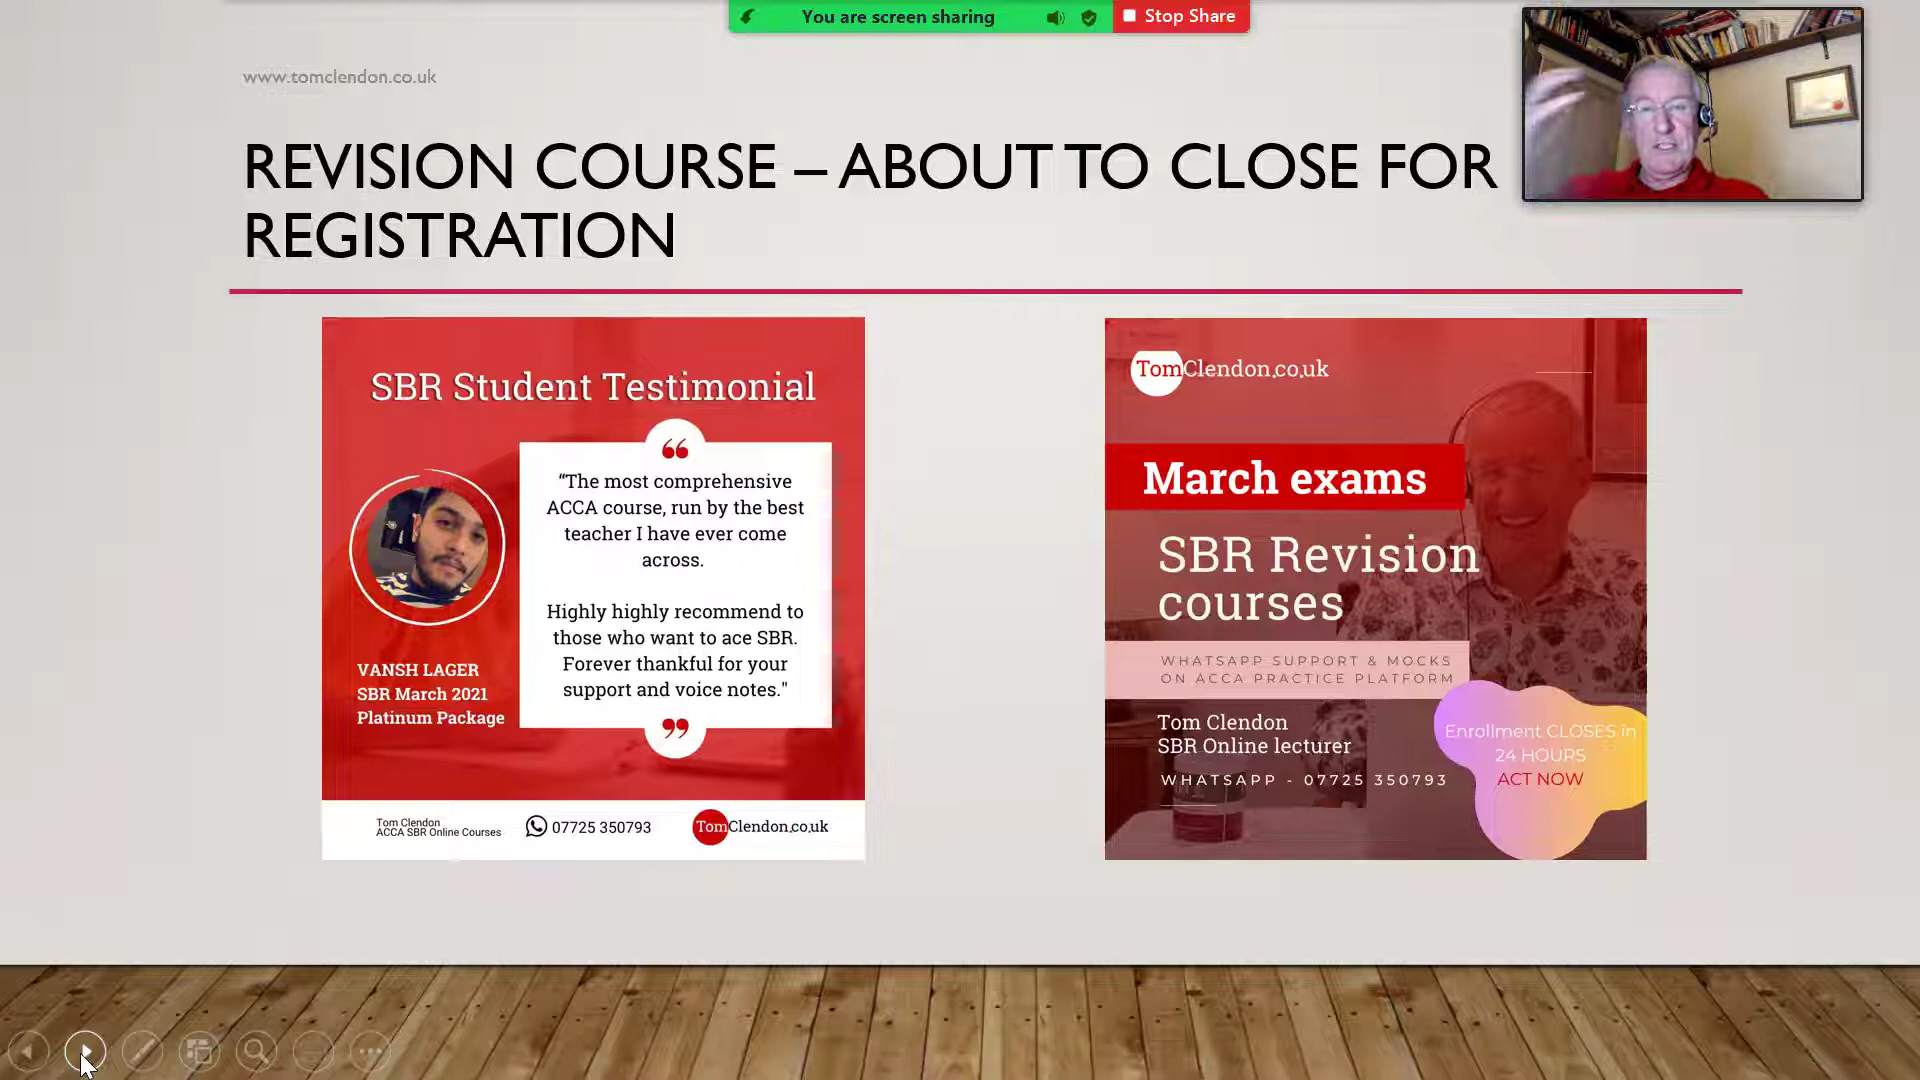 You are screen sharing
Stop Share
www.tomclendon.co.uk
REVISION COURSE – ABOUT TO CLOSE FOR
REGISTRATION
SBR Student Testimonial
“The most comprehensive
ACCA course, run by the best
teacher I have ever come
across.
Highly highly recommend to
those who want to ace SBR.
Forever thankful for your
support and voice notes."
VANSH LAGER
SBR March 2021
Platinum Package
Tom Clendon
ACCA SBR Online Courses
07725 350793
TomClendon.co.uk
TomClendon.co.uk
March exams
SBR Revision
courses
WHATSAPP SUPPORT & MOCKS
ON ACCA PRACTICE PLATFORM
Tom Clendon
SBR Online lecturer
WHATSAPP - 07725 350793
Enrollment CLOSES in
24 HOURS
ACT NOW